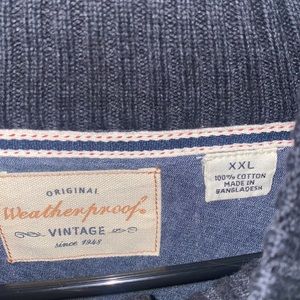 ORIGINAL
Weatherproof®
VINTAGE
since 1948
XXL
100% COTTON
MADE IN
BANGLADESH